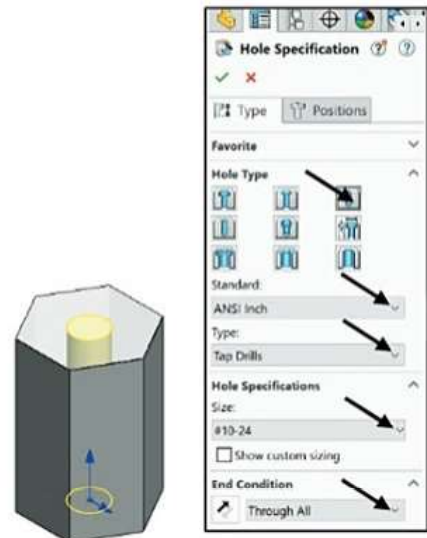 Hole Specification
Type Positions
Favorite
Hole Type
Standard:
ANSI Inch
Type:
Tap Drills
Hole Specifications
Size:
#10-24
Show custom sizing
End Condition
Through All